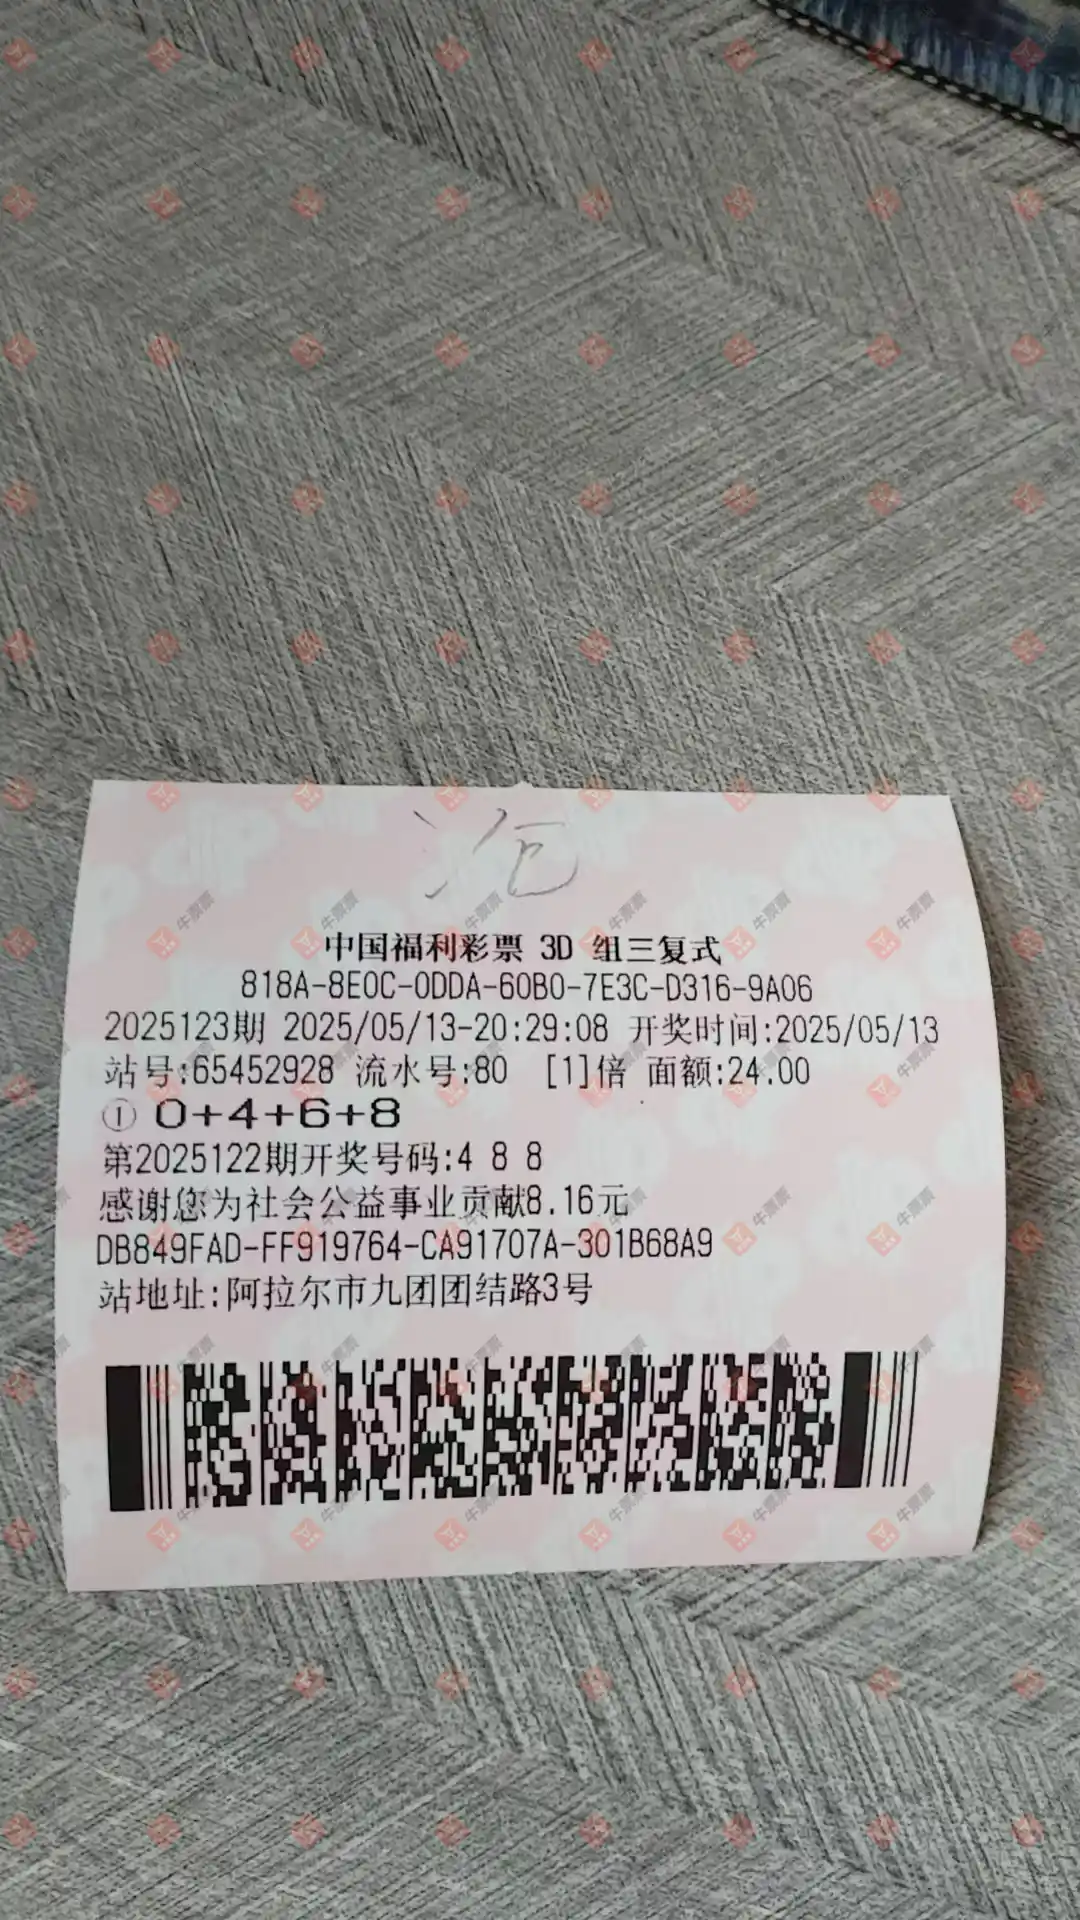 中国福利彩票 3D 组三复式
818A-8E0C-0DDA-60B0-7E3C-D316-9A06
2025123期 2025/05/13-20:29:08 开奖时间:2025/05/13
站号:65452928 流水号:80 [1]倍 面额:24.00
① 0+4+6+8
第2025122期开奖号码:4 8 8
感谢您为社会公益事业贡献8.16元
DB849FAD-FF919764-CA91707A-301B68A9
站地址:阿拉尔市九团团结路3号
牛票票